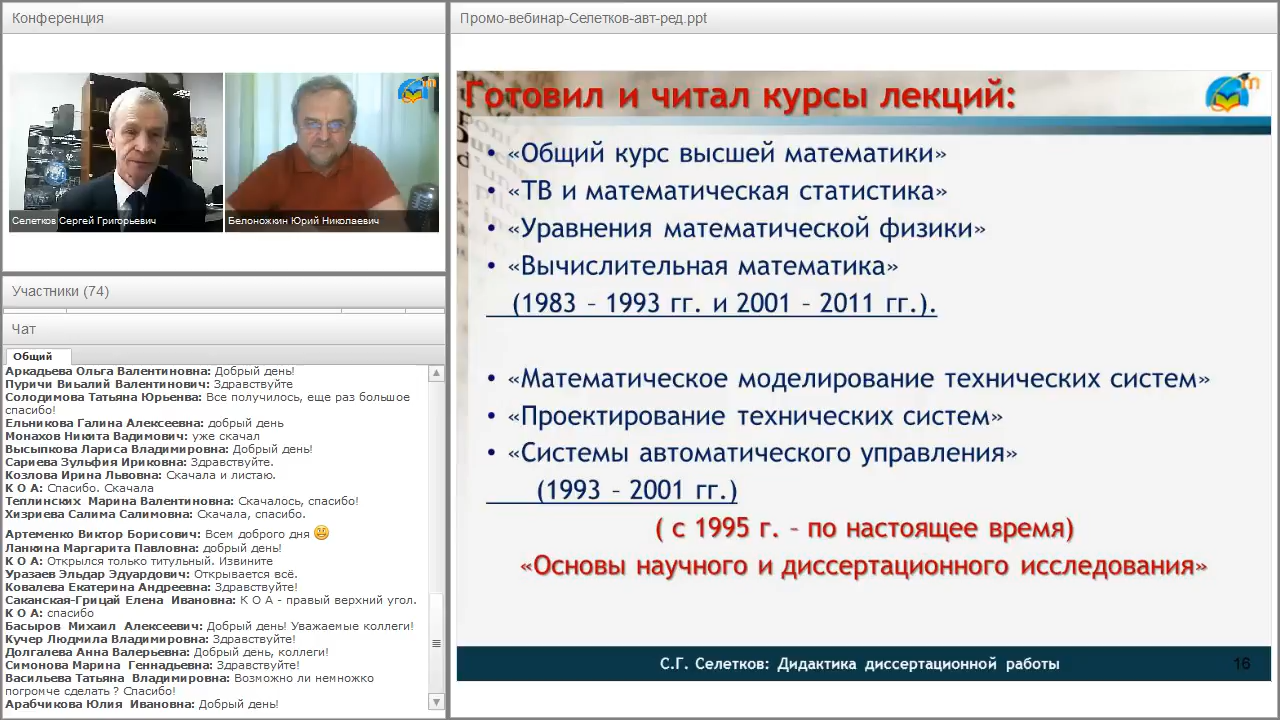 Конференция
Селетков Сергей Григорьевич
Белоножкин Юрий Николаевич
Участники (74)
Чат
Общий
Аркадьева Ольга Валентиновна: Добрый день!
Пуричи Виьалий Валентинович: Здравствуйте
Солодимова Татьяна Юрьенва: Все получилось, еще раз большое
спасибо!
Ельникова Галина Алексеевна: добрый день
Монахов Никита Вадимович: уже скачал
Высыпкова Лариса Владимировна: Добрый день!
Сариева Зульфия Ириковна: Здравствуйте.
Козлова Ирина Львовна: Скачала и листаю.
К О А: Спасибо. Скачала
Теплинских Марина Валентиновна: Скачалось, спасибо!
Хизриева Салима Салимовна: Скачала, спасибо.
Артеменко Виктор Борисович: Всем доброго дня
Ланкина Маргарита Павловна: добрый день!
К О А: Открылся только титульный. Извините
Уразаев Эльдар Эдуардович: Открывается всё.
Ковалева Екатерина Андреевна: Здравствуйте!
Саканская-Грицай Елена Ивановна: К О А - правый верхний угол.
К О А: спасибо
Басыров Михаил Алексеевич: Добрый день! Уважаемые коллеги!
Кучер Людмила Владимировна: Здравствуйте!
Долгалева Анна Валерьевна: Добрый день, коллеги!
Симонова Марина Геннадьевна: Здравствуйте!
Васильева Татьяна Владимировна: Возможно ли немножко
погромче сделать ? Спасибо!
Арабчикова Юлия Ивановна: Добрый день!
Промо-вебинар-Селетков-авт-ред.ppt
Готовил и читал курсы лекций:
• «Общий курс высшей математики»
• «ТВ и математическая статистика»
• «Уравнения математической физики»
• «Вычислительная математика»
(1983 – 1993 гг. и 2001 – 2011 гг.).
• «Математическое моделирование технических систем»
• «Проектирование технических систем»
• «Системы автоматического управления»
(1993 – 2001 гг.)
( с 1995 г. – по настоящее время)
«Основы научного и диссертационного исследования»
С.Г. Селетков: Дидактика диссертационной работы
16